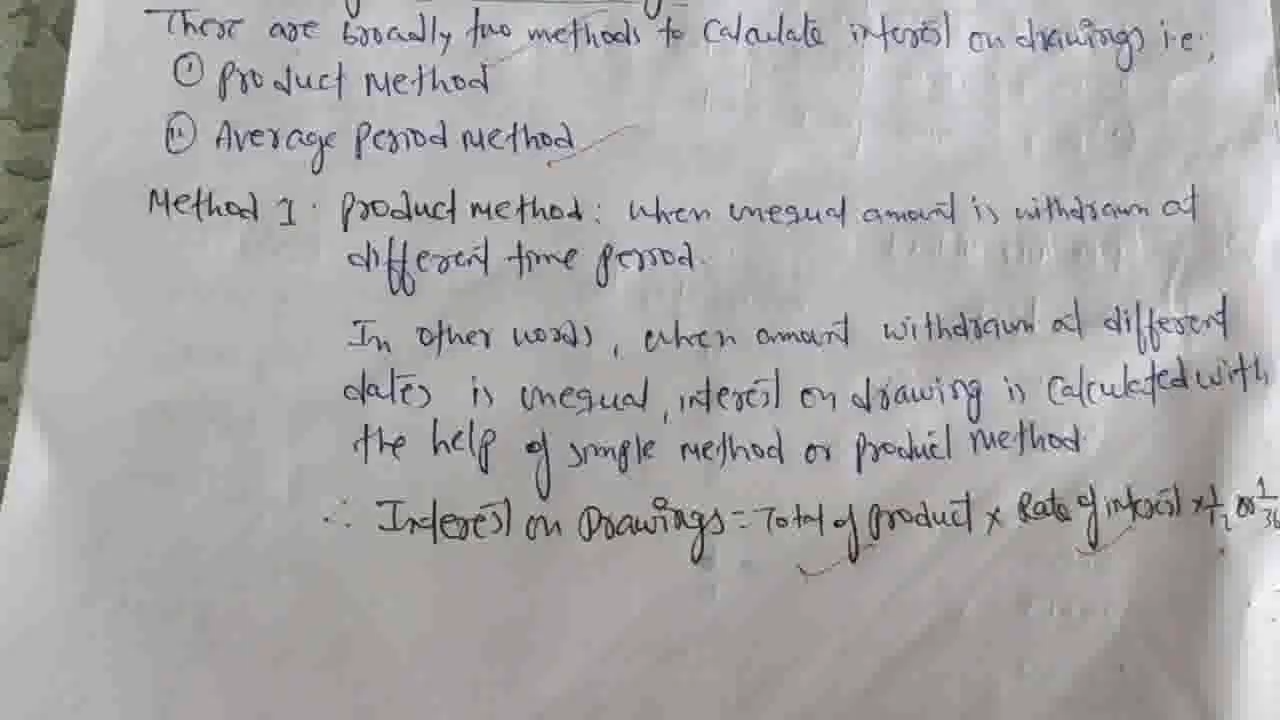 There are broadly two methods to calculate interest on drawings i.e.,
(i) Product Method
(ii) Average Period Method
Method 1. Product method: when unequal amount is withdrawn at
different time period.
In other words, when amount withdrawn at different
dates is unequal, interest on drawing is calculated with
the help of simple method or product method.
∴ Interest on Drawings = Total of product × Rate of interest × 1/12 or